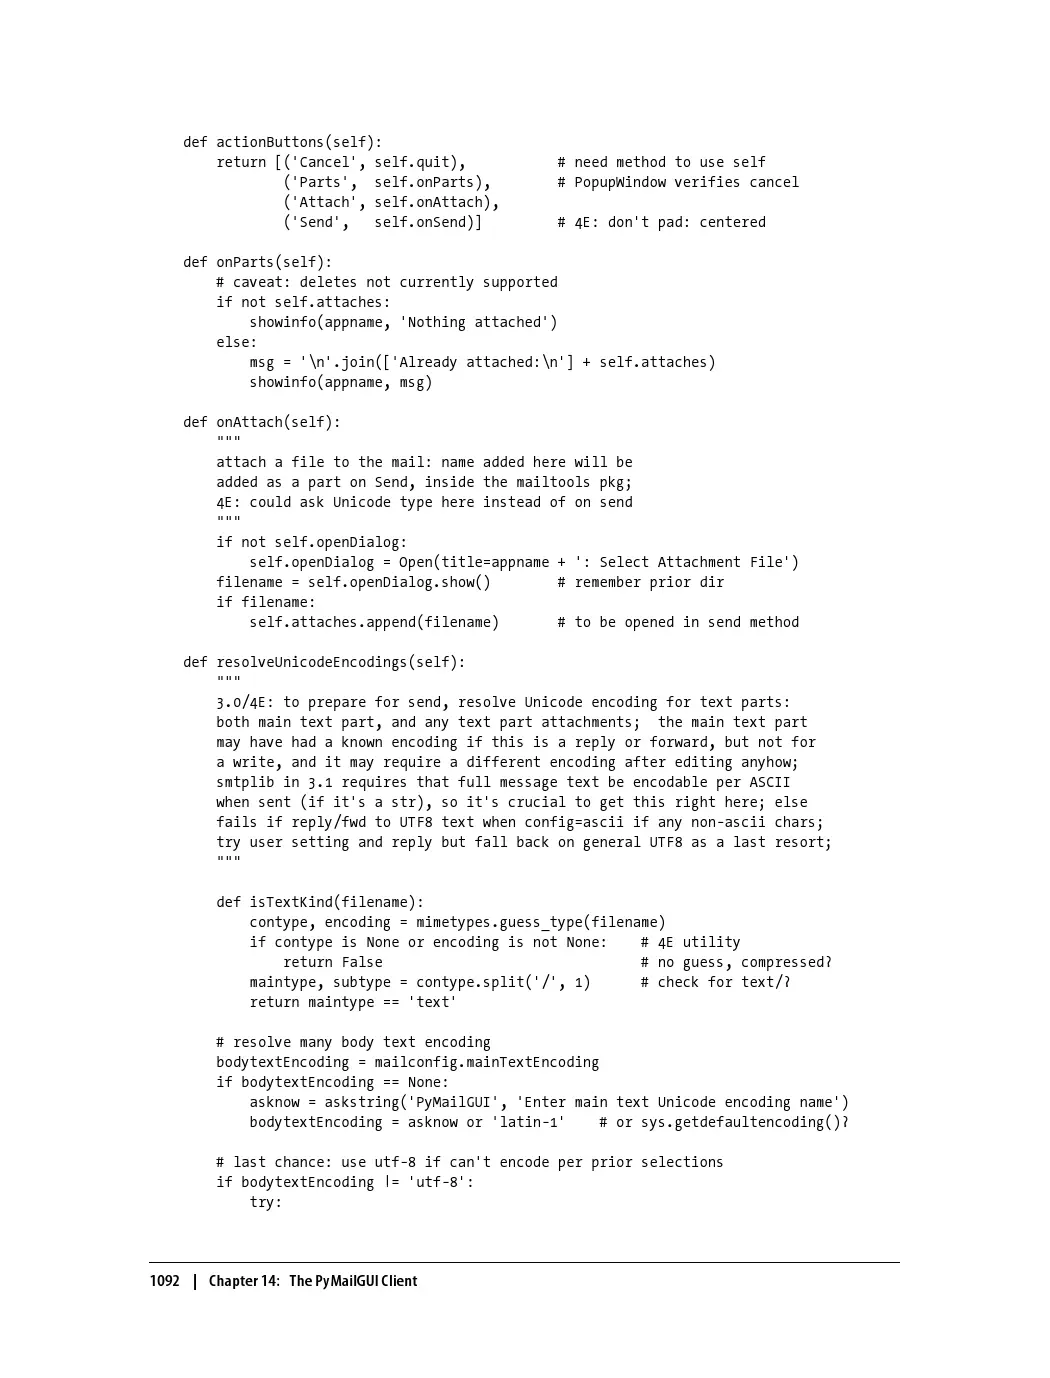 def actionButtons(self):
    return [('Cancel', self.quit),           # need method to use self
            ('Parts',  self.onParts),        # PopupWindow verifies cancel
            ('Attach', self.onAttach),
            ('Send',   self.onSend)]         # 4E: don't pad: centered

def onParts(self):
    # caveat: deletes not currently supported
    if not self.attaches:
        showinfo(appname, 'Nothing attached')
    else:
        msg = '\n'.join(['Already attached:\n'] + self.attaches)
        showinfo(appname, msg)

def onAttach(self):
    """
    attach a file to the mail: name added here will be
    added as a part on Send, inside the mailtools pkg;
    4E: could ask Unicode type here instead of on send
    """
    if not self.openDialog:
        self.openDialog = Open(title=appname + ': Select Attachment File')
    filename = self.openDialog.show()        # remember prior dir
    if filename:
        self.attaches.append(filename)       # to be opened in send method

def resolveUnicodeEncodings(self):
    """
    3.0/4E: to prepare for send, resolve Unicode encoding for text parts:
    both main text part, and any text part attachments;  the main text part
    may have had a known encoding if this is a reply or forward, but not for
    a write, and it may require a different encoding after editing anyhow;
    smtplib in 3.1 requires that full message text be encodable per ASCII
    when sent (if it's a str), so it's crucial to get this right here; else
    fails if reply/fwd to UTF8 text when config=ascii if any non-ascii chars;
    try user setting and reply but fall back on general UTF8 as a last resort;
    """

    def isTextKind(filename):
        contype, encoding = mimetypes.guess_type(filename)
        if contype is None or encoding is not None:    # 4E utility
            return False                               # no guess, compressed?
        maintype, subtype = contype.split('/', 1)      # check for text/?
        return maintype == 'text'

    # resolve many body text encoding
    bodytextEncoding = mailconfig.mainTextEncoding
    if bodytextEncoding == None:
        asknow = askstring('PyMailGUI', 'Enter main text Unicode encoding name')
        bodytextEncoding = asknow or 'latin-1'    # or sys.getdefaultencoding()?

    # last chance: use utf-8 if can't encode per prior selections
    if bodytextEncoding != 'utf-8':
        try:

1092 | Chapter 14: The PyMailGUI Client